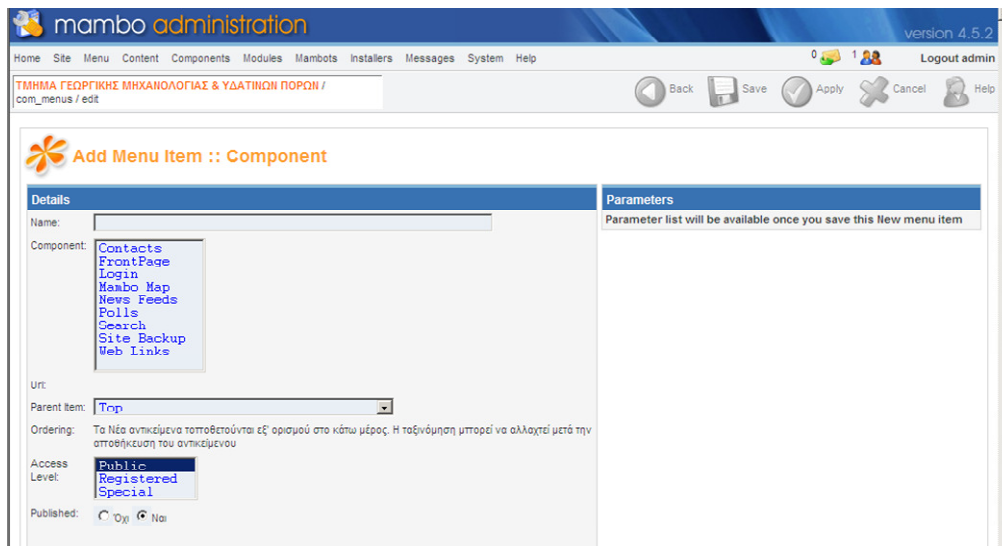 mambo administration
version 4.5.2
Home Site Menu Content Components Modules Mambots Installers Messages System Help 0 1 Logout admin
ΤΜΗΜΑ ΓΕΩΡΓΙΚΗΣ ΜΗΧΑΝΟΛΟΓΙΑΣ & ΥΔΑΤΙΝΩΝ ΠΟΡΩΝ /
com_menus / edit
Back Save Apply Cancel Help
Add Menu Item :: Component
Details
Name:
Component:
Contacts
FrontPage
Login
Mambo Map
News Feeds
Polls
Search
Site Backup
Web Links
Url:
Parent Item: Top
Ordering: Τα Νέα αντικείμενα τοποθετούνται εξ' ορισμού στο κάτω μέρος. Η ταξινόμηση μπορεί να αλλαχτεί μετά την
αποθήκευση του αντικειμένου
Access
Level:
Public
Registered
Special
Published: Όχι Ναι
Parameters
Parameter list will be available once you save this New menu item